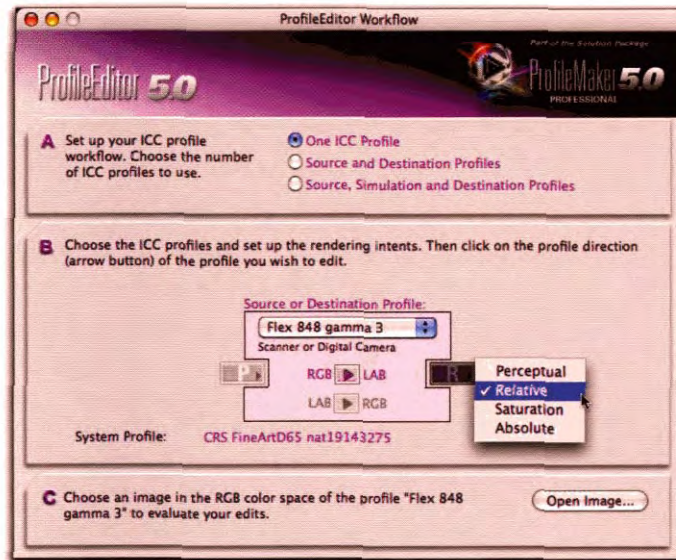 ProfileEditor Workflow
Part of the Solution Package
ProfileEditor 5.0
ProfileMaker 5.0
PROFESSIONAL
A Set up your ICC profile
workflow. Choose the number
of ICC profiles to use.
One ICC Profile
Source and Destination Profiles
Source, Simulation and Destination Profiles
B Choose the ICC profiles and set up the rendering intents. Then click on the profile direction
(arrow button) of the profile you wish to edit.
Source or Destination Profile:
Flex 848 gamma 3
Scanner or Digital Camera
P
RGB LAB
R
LAB RGB
Perceptual
✓ Relative
Saturation
Absolute
System Profile: CRS FineArtD65 nat19143275
C Choose an image in the RGB color space of the profile "Flex 848
gamma 3" to evaluate your edits.
Open Image...